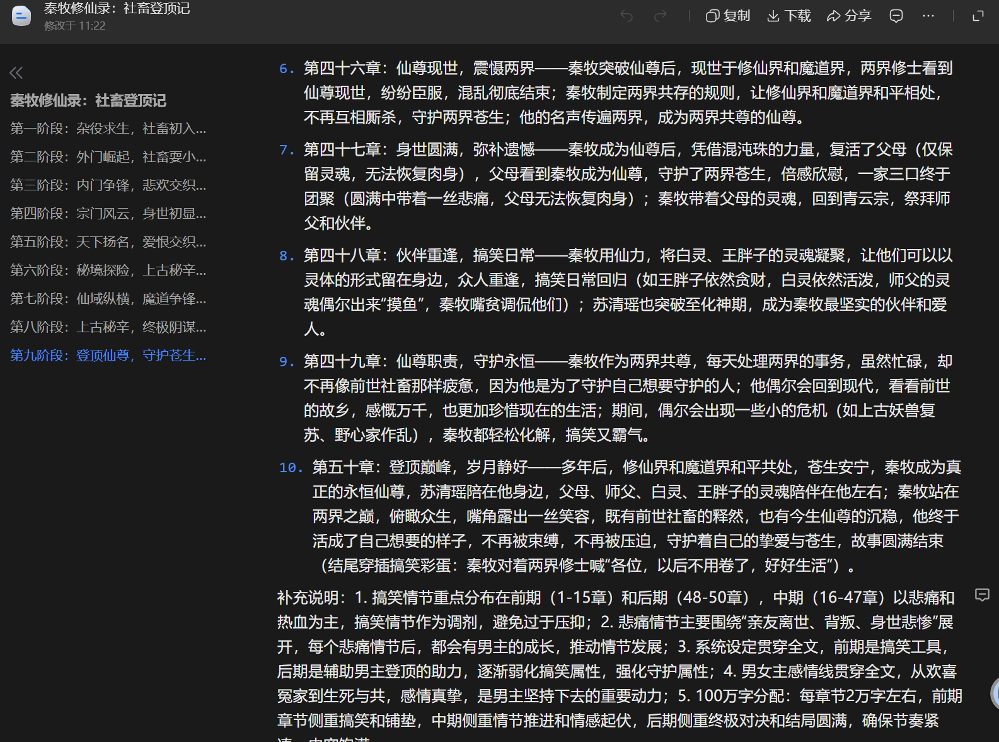 秦牧修仙录：社畜登顶记
修改于 11:22
复制
下载
分享
秦牧修仙录：社畜登顶记
第一阶段：杂役求生，社畜初入...
第二阶段：外门崛起，社畜耍小...
第三阶段：内门争锋，悲欢交织...
第四阶段：宗门风云，身世初显...
第五阶段：天下扬名，爱恨交织...
第六阶段：秘境探险，上古秘辛...
第七阶段：仙域纵横，魔道争锋...
第八阶段：上古秘辛，终极阴谋...
第九阶段：登顶仙尊，守护苍生...
6. 第四十六章：仙尊现世，震慑两界——秦牧突破仙尊后，现世于修仙界和魔道界，两界修士看到
仙尊现世，纷纷臣服，混乱彻底结束；秦牧制定两界共存的规则，让修仙界和魔道界和平相处，
不再互相厮杀，守护两界苍生；他的名声传遍两界，成为两界共尊的仙尊。
7. 第四十七章：身世圆满，弥补遗憾——秦牧成为仙尊后，凭借混沌珠的力量，复活了父母（仅保
留灵魂，无法恢复肉身），父母看到秦牧成为仙尊，守护了两界苍生，倍感欣慰，一家三口终于
团聚（圆满中带着一丝悲痛，父母无法恢复肉身）；秦牧带着父母的灵魂，回到青云宗，祭拜师
父和伙伴。
8. 第四十八章：伙伴重逢，搞笑日常——秦牧用仙力，将白灵、王胖子的灵魂凝聚，让他们可以以
灵体的形式留在身边，众人重逢，搞笑日常回归（如王胖子依然贪财，白灵依然活泼，师父的灵
魂偶尔出来“摸鱼”，秦牧嘴贫调侃他们）；苏清瑶也突破至化神期，成为秦牧最坚实的伙伴和爱
人。
9. 第四十九章：仙尊职责，守护永恒——秦牧作为两界共尊，每天处理两界的事务，虽然忙碌，却
不再像前世社畜那样疲惫，因为他是为了守护自己想要守护的人；他偶尔会回到现代，看看前世
的故乡，感慨万千，也更加珍惜现在的生活；期间，偶尔会出现一些小的危机（如上古妖兽复
苏、野心家作乱），秦牧都轻松化解，搞笑又霸气。
10. 第五十章：登顶巅峰，岁月静好——多年后，修仙界和魔道界和平共处，苍生安宁，秦牧成为真
正的永恒仙尊，苏清瑶陪在他身边，父母、师父、白灵、王胖子的灵魂陪伴在他左右；秦牧站在
两界之巅，俯瞰众生，嘴角露出一丝笑容，既有前世社畜的释然，也有今生仙尊的沉稳，他终于
活成了自己想要的样子，不再被束缚，不再被压迫，守护着自己的挚爱与苍生，故事圆满结束
（结尾穿插搞笑彩蛋：秦牧对着两界修士喊“各位，以后不用卷了，好好生活”）。
补充说明：1. 搞笑情节重点分布在前期（1-15章）和后期（48-50章），中期（16-47章）以悲痛和
热血为主，搞笑情节作为调剂，避免过于压抑；2. 悲痛情节主要围绕“亲友离世、背叛、身世悲惨”展
开，每个悲痛情节后，都会有男主的成长，推动情节发展；3. 系统设定贯穿全文，前期是搞笑工具，
后期是辅助男主登顶的助力，逐渐弱化搞笑属性，强化守护属性；4. 男女主感情线贯穿全文，从欢喜
冤家到生死与共，感情真挚，是男主坚持下去的重要动力；5. 100万字分配：每章节2万字左右，前期
章节侧重搞笑和铺垫，中期侧重情节推进和情感起伏，后期侧重终极对决和结局圆满，确保节奏紧